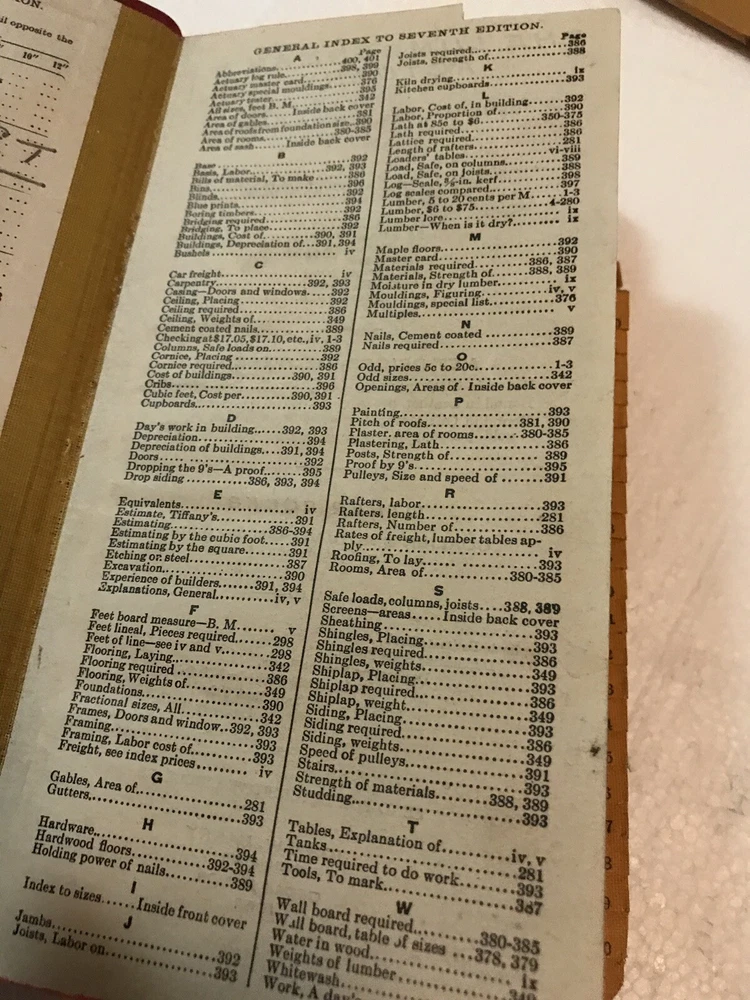 ON.
il opposite the
10" 12"
GENERAL INDEX TO SEVENTH EDITION.
A Page
Abbreviations 400, 401
Actuary log rule 398, 399
Actuary master card 390
Actuary special mouldings 376
Actuary tester 395
All sizes, feet B. M. 342
Area of doors Inside back cover
Area of gables 281
Area of roofs from foundation size 390
Area of rooms 380-385
Area of sash Inside back cover
B
Base 392
Basis, Labor 392, 393
Bills of material, To make 386
Bins 396
Blinds 392
Blue prints 394
Boring timbers 392
Bridging required 386
Bridging, To place 392
Buildings, Cost of 390, 391
Buildings, Depreciation of 391, 394
Bushels iv
C
Car freight iv
Carpentry 392, 393
Casing—Doors and windows 392
Ceiling, Placing 392
Ceiling required 386
Ceiling, Weights of 349
Cement coated nails 389
Checking at $17.05, $17.10, etc., iv, 1-3
Columns, Safe loads on 389
Cornice, Placing 392
Cornice required 386
Cost of buildings 390, 391
Cribs 396
Cubic feet, Cost per 390, 391
Cupboards 393
D
Day's work in building 392, 393
Depreciation 394
Depreciation of buildings 391, 394
Doors 392
Dropping the 9's—A proof 395
Drop siding 386, 393, 394
E
Equivalents iv
Estimate, Tiffany's 391
Estimating 386-394
Estimating by the cubic foot 391
Estimating by the square 391
Etching on steel 387
Excavation 390
Experience of builders 391, 394
Explanations, General iv, v
F
Feet board measure—B. M. v
Feet lineal, Pieces required 298
Feet of line—see iv and v 298
Flooring, Laying 342
Flooring required 386
Flooring, Weights of 349
Foundations 390
Fractional sizes, All 342
Frames, Doors and window 392, 393
Framing 393
Framing, Labor cost of 393
Freight, see index prices iv
G
Gables, Area of 281
Gutters 393
H
Hardware 394
Hardwood floors 392-394
Holding power of nails 389
I
Index to sizes Inside front cover
J
Jambs 392
Joists, Labor on 393
Page
Joists required 386
Joists, Strength of 388
K
Kiln drying ix
Kitchen cupboards 393
L
Labor, Cost of, in building 392
Labor, Proportion of 390
Lath at 85c to $6 350-375
Lath required 386
Lattice required 386
Length of rafters 281
Loaders' tables vi-viii
Load, Safe, on columns 389
Load, Safe, on joists 388
Log—Scale, kerf 398
Log scales compared 397
Lumber, 5 to 20 cents per M 1-3
Lumber, $6 to $75 4-280
Lumber lore ix
Lumber—When is it dry? ix
M
Maple floors 392
Master card 390
Materials required 386, 387
Materials, Strength of 388, 389
Moisture in dry lumber ix
Mouldings, Figuring iv, v
Mouldings, special list 376
Multiples v
N
Nails, Cement coated 389
Nails required 387
O
Odd, prices 5c to 20c 1-3
Odd sizes 342
Openings, Areas of Inside back cover
P
Painting 393
Pitch of roofs 381, 390
Plaster, area of rooms 380-385
Plastering, Lath 386
Posts, Strength of 389
Proof by 9's 395
Pulleys, Size and speed of 391
R
Rafters, labor 393
Rafters, length 281
Rafters, Number of 386
Rates of freight, lumber tables ap-
ply iv
Roofing, To lay 393
Rooms, Area of 380-385
S
Safe loads, columns, joists 388, 389
Screens—areas Inside back cover
Sheathing 393
Shingles, Placing 393
Shingles required 386
Shingles, weights 349
Shiplap, Placing 393
Shiplap required 386
Shiplap, weight 349
Siding, Placing 393
Siding required 386
Siding, weights 349
Speed of pulleys 391
Stairs 393
Strength of materials 388, 389
Studding 393
T
Tables, Explanation of iv, v
Tanks 281
Time required to do work 393
Tools, To mark 387
W
Wall board required 380-385
Wall board, table of sizes 378, 379
Water in wood ix
Weights of lumber 349
Whitewash
Work, A day's